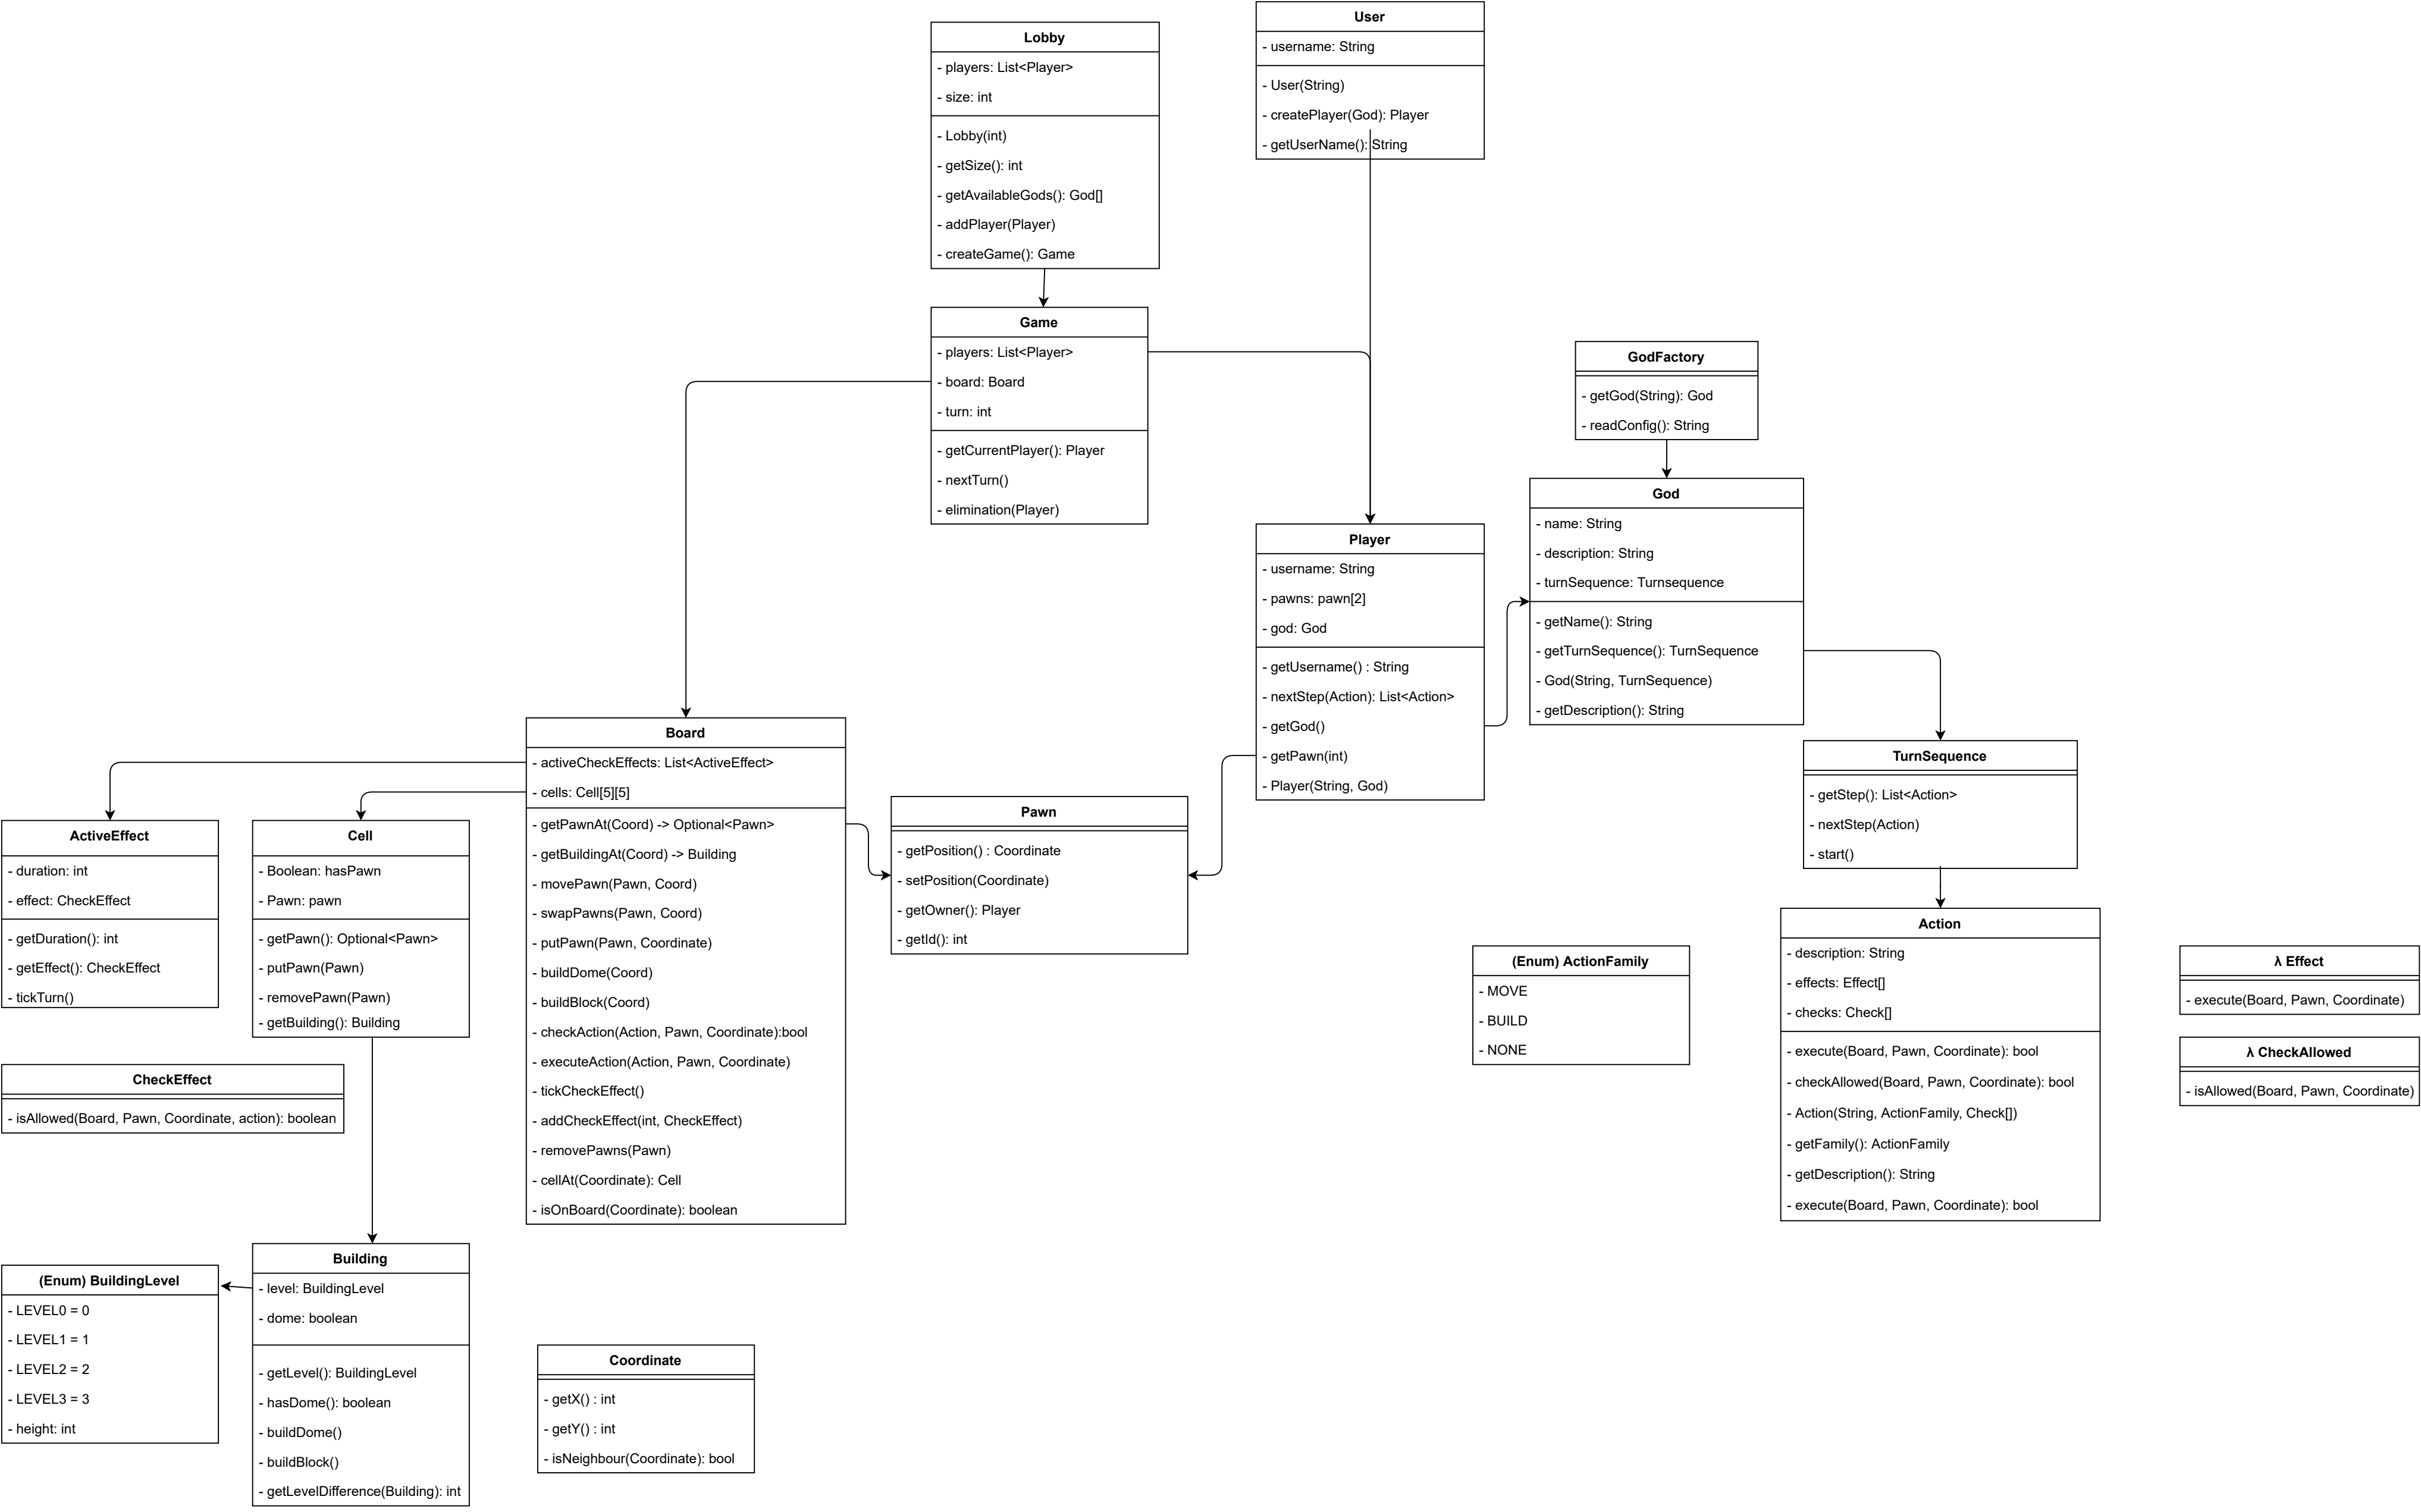 User
- username: String
- User(String)
- createPlayer(God): Player
- getUserName(): String
Lobby
- players: List<Player>
- size: int
- Lobby(int)
- getSize(): int
- getAvailableGods(): God[]
- addPlayer(Player)
- createGame(): Game
Game
- players: List<Player>
- board: Board
- turn: int
- getCurrentPlayer(): Player
- nextTurn()
- elimination(Player)
GodFactory
- getGod(String): God
- readConfig(): String
God
- name: String
- description: String
- turnSequence: Turnsequence
- getName(): String
- getTurnSequence(): TurnSequence
- God(String, TurnSequence)
- getDescription(): String
Player
- username: String
- pawns: pawn[2]
- god: God
- getUsername() : String
- nextStep(Action): List<Action>
- getGod()
- getPawn(int)
- Player(String, God)
Board
- activeCheckEffects: List<ActiveEffect>
- cells: Cell[5][5]
- getPawnAt(Coord) -> Optional<Pawn>
- getBuildingAt(Coord) -> Building
- movePawn(Pawn, Coord)
- swapPawns(Pawn, Coord)
- putPawn(Pawn, Coordinate)
- buildDome(Coord)
- buildBlock(Coord)
- checkAction(Action, Pawn, Coordinate):bool
- executeAction(Action, Pawn, Coordinate)
- tickCheckEffect()
- addCheckEffect(int, CheckEffect)
- removePawns(Pawn)
- cellAt(Coordinate): Cell
- isOnBoard(Coordinate): boolean
TurnSequence
- getStep(): List<Action>
- nextStep(Action)
- start()
Pawn
- getPosition() : Coordinate
- setPosition(Coordinate)
- getOwner(): Player
- getId(): int
ActiveEffect
- duration: int
- effect: CheckEffect
- getDuration(): int
- getEffect(): CheckEffect
- tickTurn()
Cell
- Boolean: hasPawn
- Pawn: pawn
- getPawn(): Optional<Pawn>
- putPawn(Pawn)
- removePawn(Pawn)
- getBuilding(): Building
Action
- description: String
- effects: Effect[]
- checks: Check[]
- execute(Board, Pawn, Coordinate): bool
- checkAllowed(Board, Pawn, Coordinate): bool
- Action(String, ActionFamily, Check[])
- getFamily(): ActionFamily
- getDescription(): String
- execute(Board, Pawn, Coordinate): bool
(Enum) ActionFamily
- MOVE
- BUILD
- NONE
λ Effect
- execute(Board, Pawn, Coordinate)
λ CheckAllowed
- isAllowed(Board, Pawn, Coordinate)
CheckEffect
- isAllowed(Board, Pawn, Coordinate, action): boolean
Building
- level: BuildingLevel
- dome: boolean
- getLevel(): BuildingLevel
- hasDome(): boolean
- buildDome()
- buildBlock()
- getLevelDifference(Building): int
(Enum) BuildingLevel
- LEVEL0 = 0
- LEVEL1 = 1
- LEVEL2 = 2
- LEVEL3 = 3
- height: int
Coordinate
- getX() : int
- getY() : int
- isNeighbour(Coordinate): bool